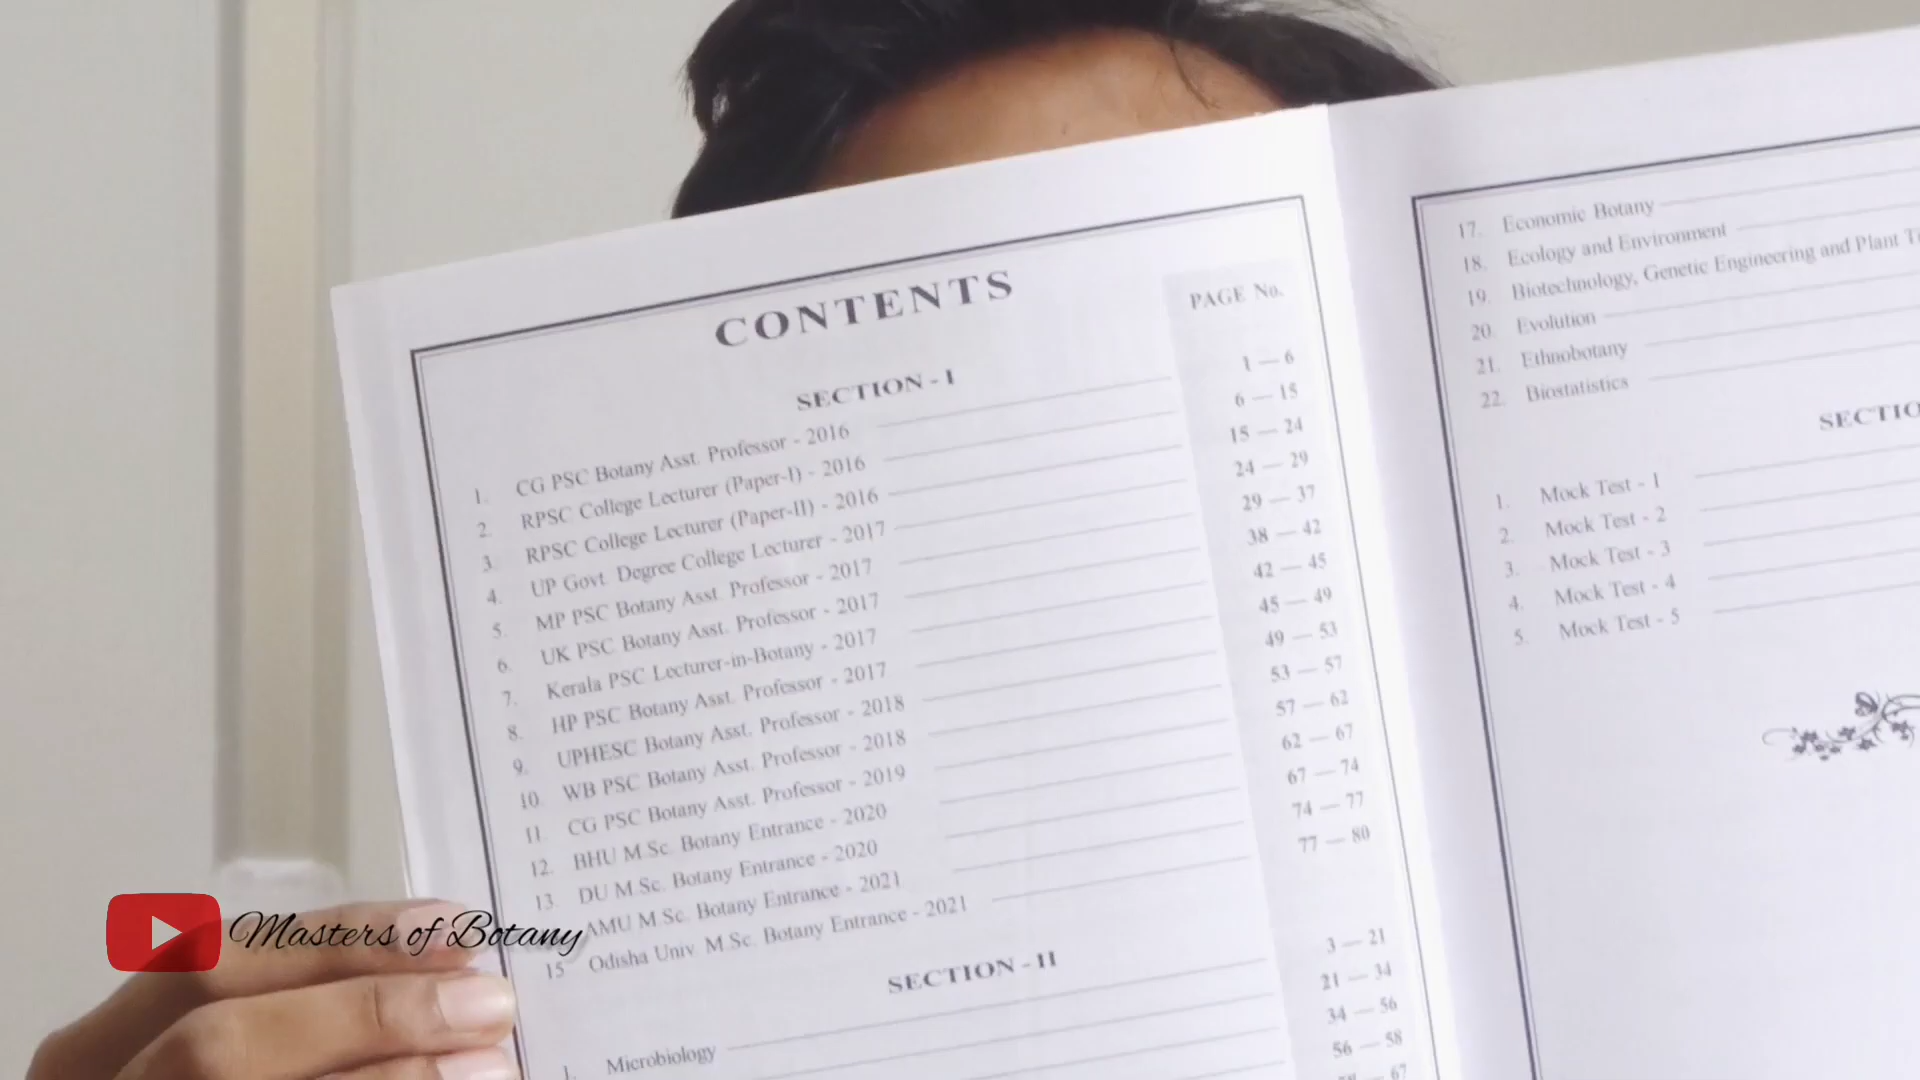 CONTENTS
PAGE No.
SECTION - I
1. CG PSC Botany Asst. Professor - 2016 1 — 6
2. RPSC College Lecturer (Paper-I) - 2016 6 — 15
3. RPSC College Lecturer (Paper-II) - 2016 15 — 24
4. UP Govt. Degree College Lecturer - 2017 24 — 29
5. MP PSC Botany Asst. Professor - 2017 29 — 37
6. UK PSC Botany Asst. Professor - 2017 38 — 42
7. Kerala PSC Lecturer-in-Botany - 2017 42 — 45
8. HP PSC Botany Asst. Professor - 2017 45 — 49
9. UPHESC Botany Asst. Professor - 2018 49 — 53
10. WB PSC Botany Asst. Professor - 2018 53 — 57
11. CG PSC Botany Asst. Professor - 2019 57 — 62
12. BHU M.Sc. Botany Entrance - 2020 62 — 67
13. DU M.Sc. Botany Entrance - 2020 67 — 74
AMU M.Sc. Botany Entrance - 2021 74 — 77
15 Odisha Univ. M.Sc. Botany Entrance - 2021 77 — 80
SECTION - II
1. Microbiology 3 — 21
21 — 34
34 — 56
56 — 58
67
17. Economic Botany
18. Ecology and Environment
19. Biotechnology, Genetic Engineering and Plant
20. Evolution
21. Ethnobotany
22. Biostatistics
SECTIO
1. Mock Test - 1
2. Mock Test - 2
3. Mock Test - 3
4. Mock Test - 4
5. Mock Test - 5
Masters of Botany